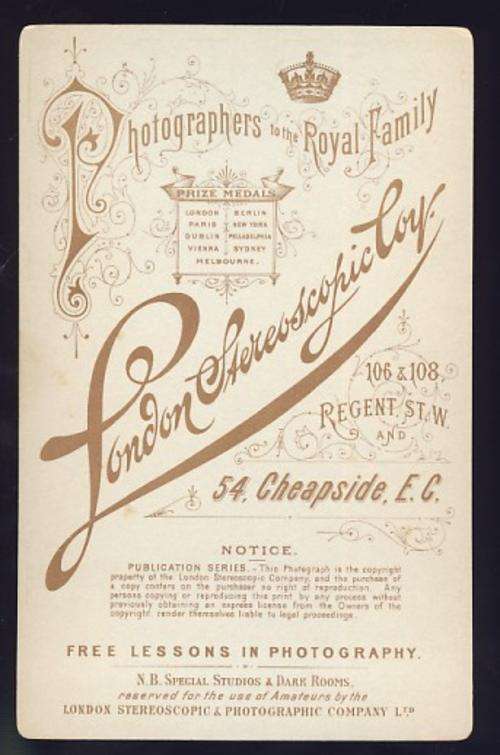 Photographers to the Royal Family
PRIZE MEDALS
LONDON BERLIN
PARIS NEW YORK
DUBLIN PHILADELPHIA
VIENNA SYDNEY
MELBOURNE.
London Stereoscopic Coy.
106 & 108,
REGENT ST. W.
AND
54, Cheapside, E.C.
NOTICE.
PUBLICATION SERIES. - This Photograph is the copyright
property of the London Stereoscopic Company, and the purchase of
a copy confers on the purchaser no right of reproduction. Any
persons copying or reproducing this print by any process without
previously obtaining an express license from the Owners of the
copyright, render themselves liable to legal proceedings.
FREE LESSONS IN PHOTOGRAPHY.
N.B. SPECIAL STUDIOS & DARK ROOMS,
reserved for the use of Amateurs by the
LONDON STEREOSCOPIC & PHOTOGRAPHIC COMPANY LTD